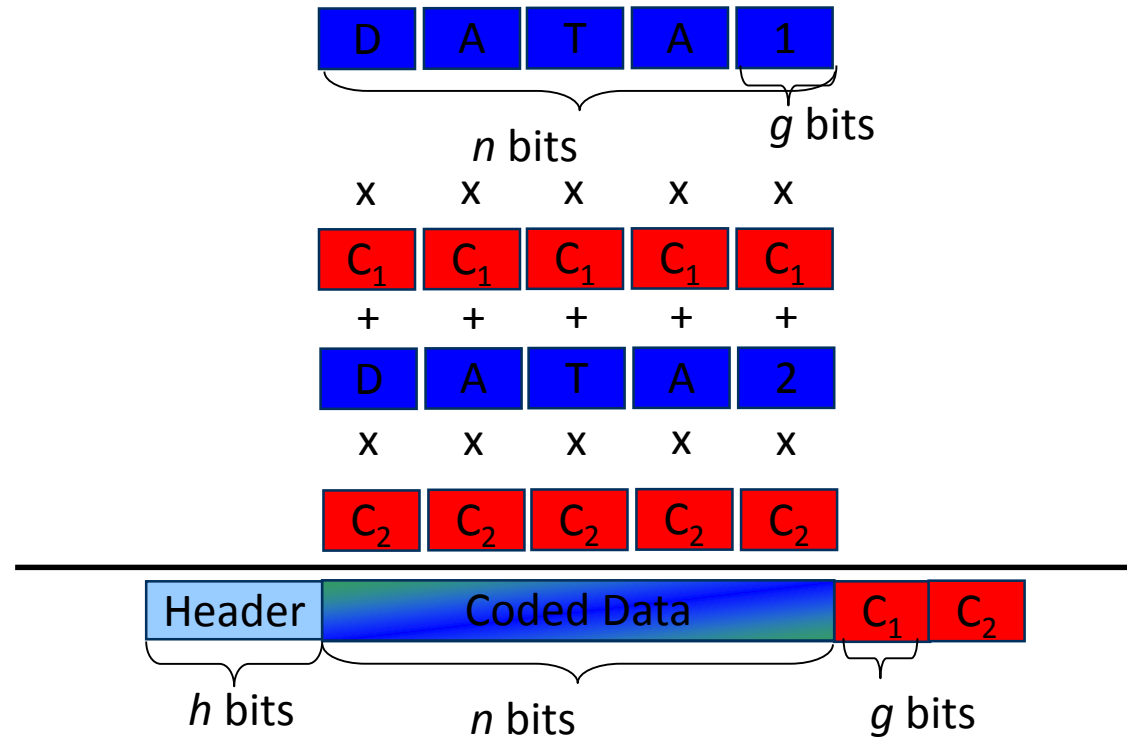 D A T A 1
g bits
n bits
x x x x x
C₁ C₁ C₁ C₁ C₁
+ + + + +
D A T A 2
x x x x x
C₂ C₂ C₂ C₂ C₂
Header Coded Data C₁ C₂
h bits n bits g bits